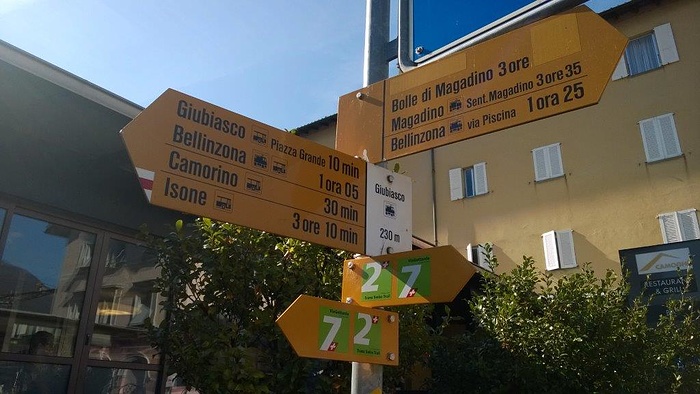 Bolle di Magadino 3 ore
Magadino Sent. Magadino 3 ore 35
Bellinzona via Piscina 1 ora 25
Giubiasco Piazza Grande 10 min
Bellinzona 1 ora 05
Camorino 30 min
Isone 3 ore 10 min
Giubiasco
230 m
2 7
7 2
RESTAURANT
& GRILL